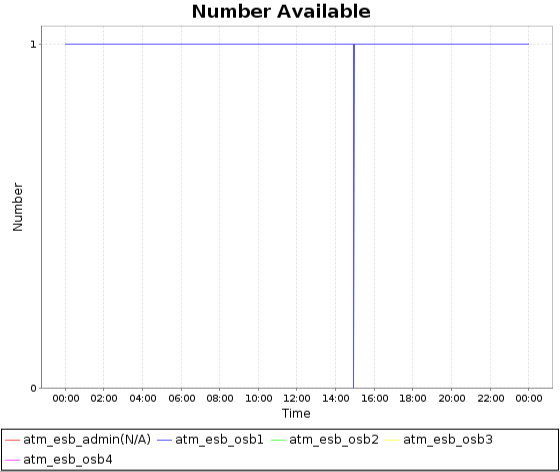 Number Available
1
Number
0
00:00 02:00 04:00 06:00 08:00 10:00 12:00 14:00 16:00 18:00 20:00 22:00 00:00
Time
atm_esb_admin(N/A) atm_esb_osb1 atm_esb_osb2 atm_esb_osb3
atm_esb_osb4